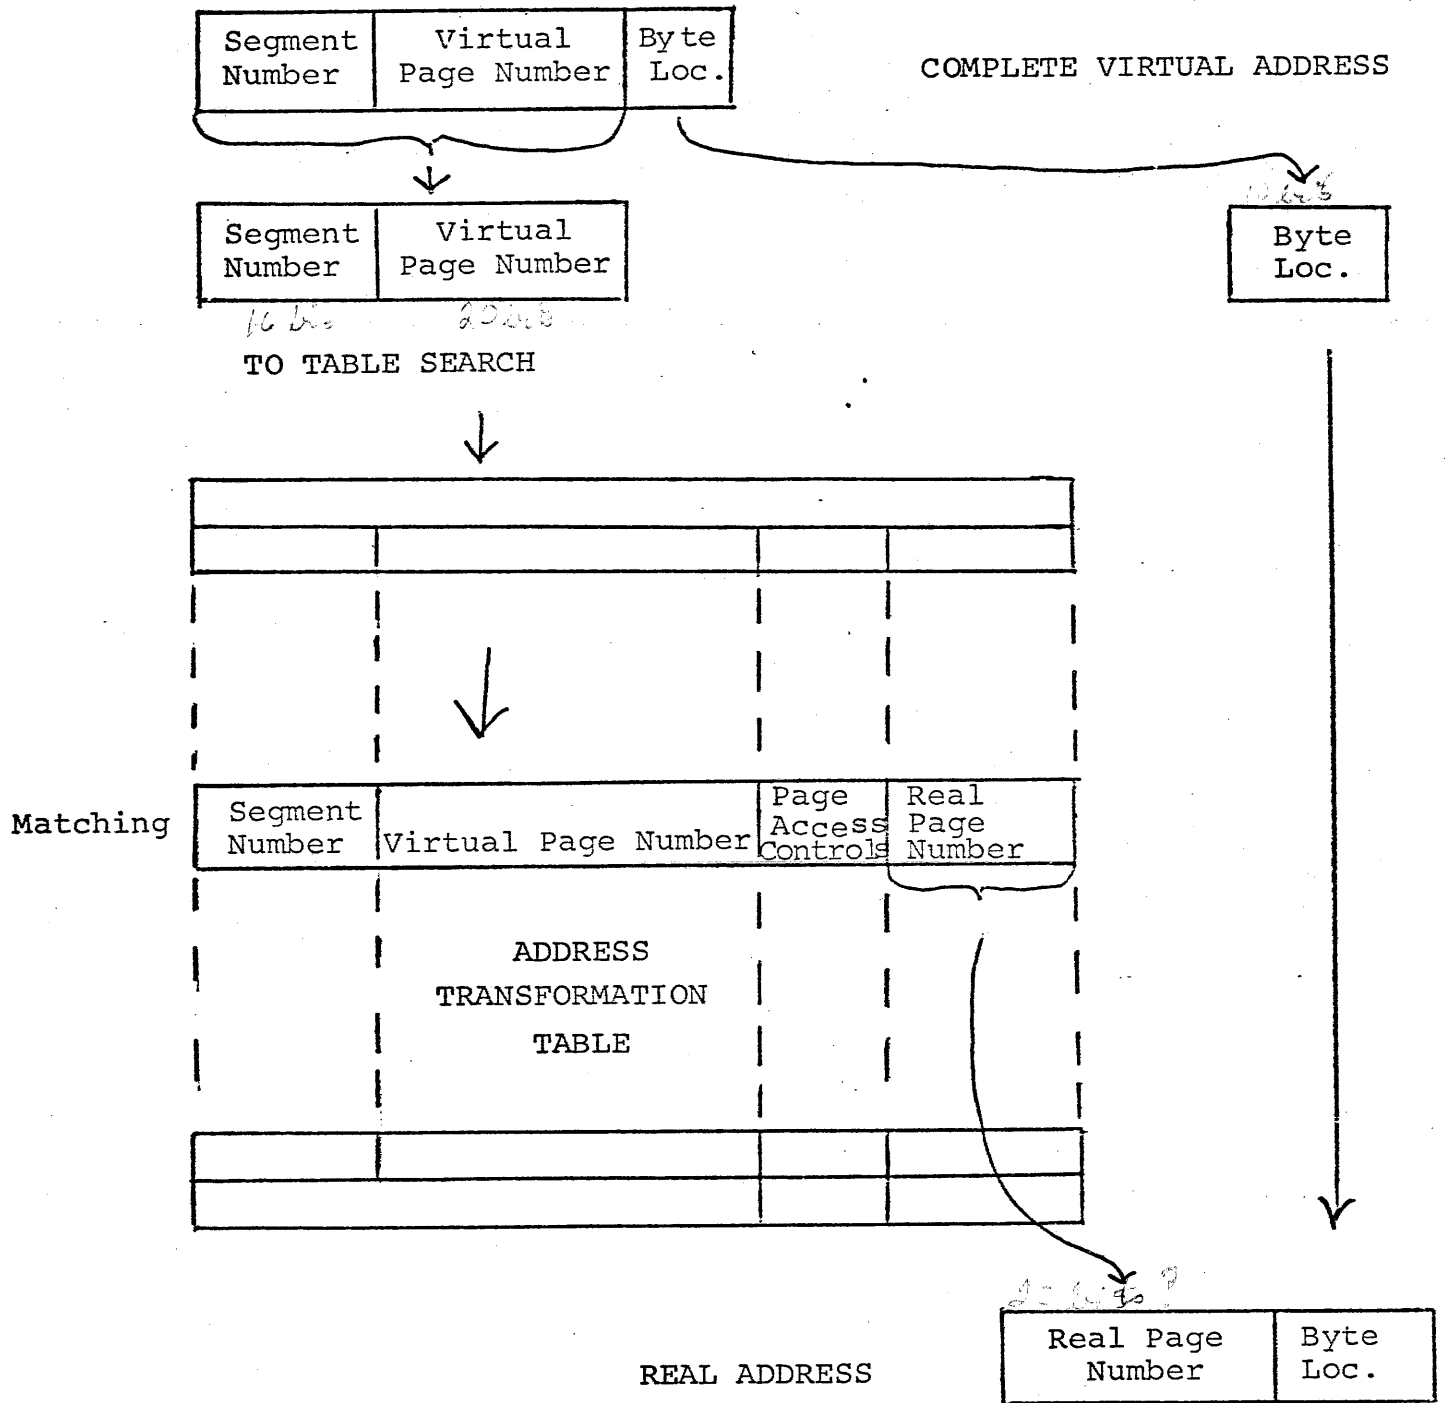 Segment Number
Virtual Page Number
Byte Loc.
COMPLETE VIRTUAL ADDRESS
Segment Number
Virtual Page Number
Byte Loc.
16 20 bits
TO TABLE SEARCH
Matching
Segment Number
Virtual Page Number
Page Access Controls
Real Page Number
ADDRESS
TRANSFORMATION
TABLE
bits ?
REAL ADDRESS
Real Page Number
Byte Loc.